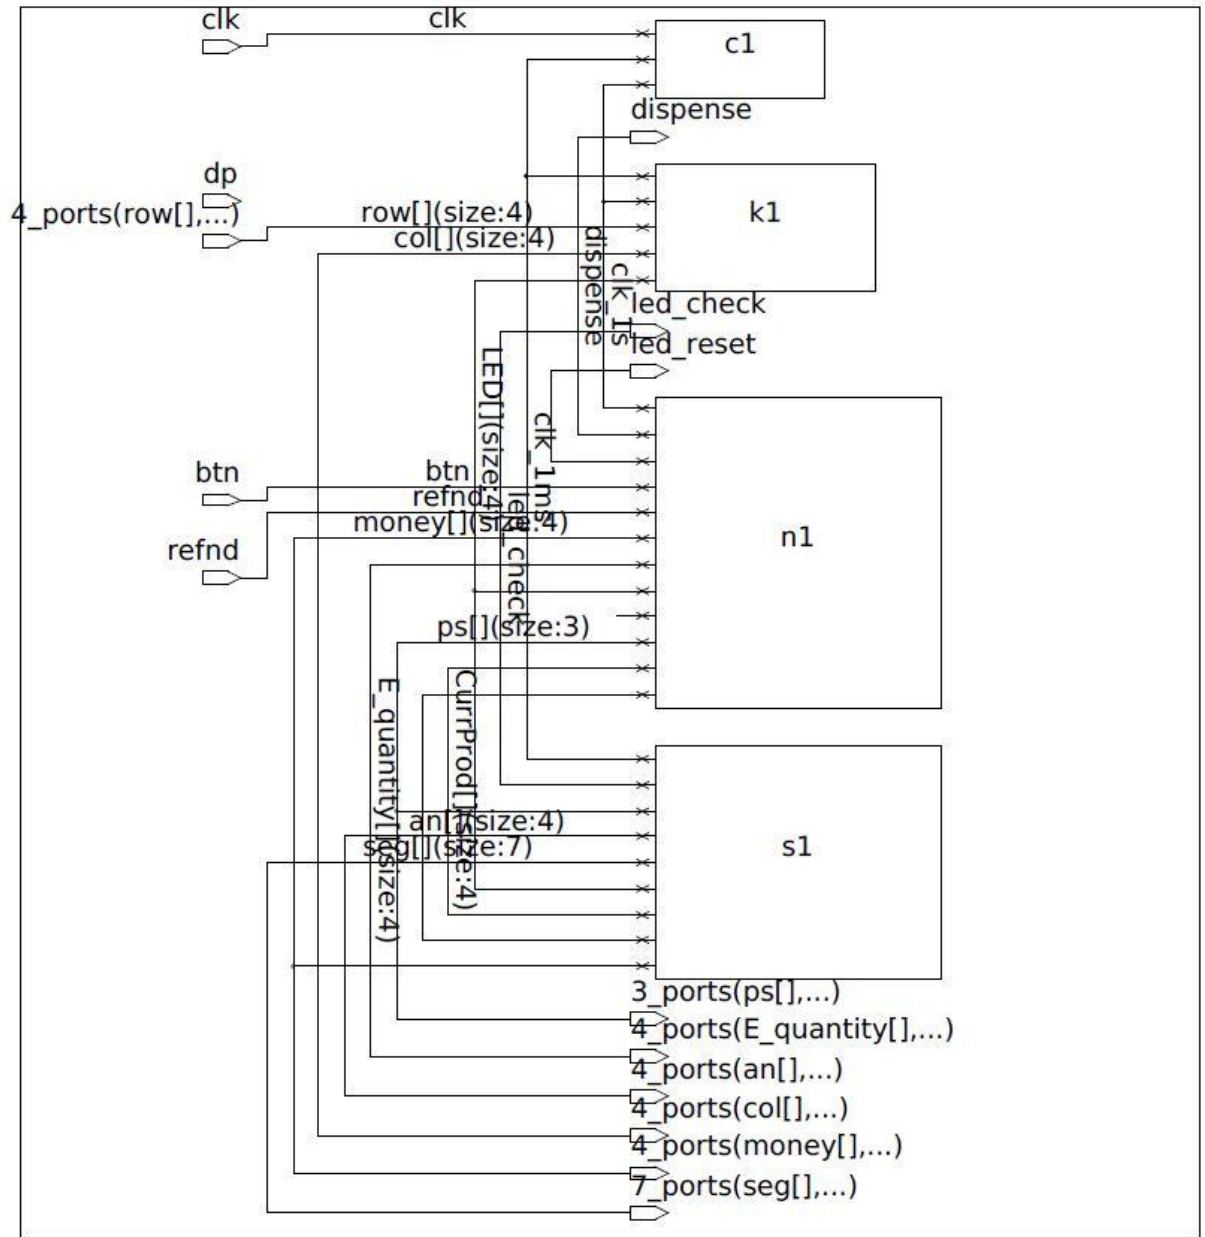 clk
clk
c1
dispense
dp
4_ports(row[],...)
row[](size:4)
k1
col[](size:4)
dispense
clk_1s
led_check
led_reset
LED[](size:4)
clk_1ms
btn
btn
refnd
led_check
money[](size:4)
n1
refnd
ps[](size:3)
E_quantity[](size:4)
CurrProd[](size:4)
an[](size:4)
seg[](size:7)
s1
3_ports(ps[],...)
4_ports(E_quantity[],...)
4_ports(an[],...)
4_ports(col[],...)
4_ports(money[],...)
7_ports(seg[],...)